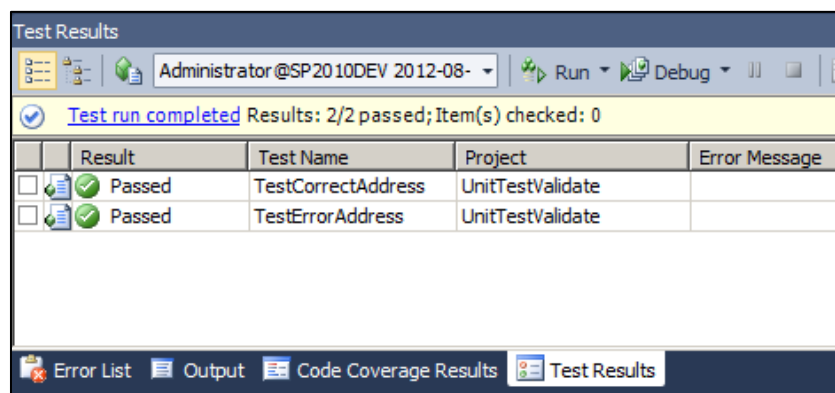 Test Results
Administrator@SP2010DEV 2012-08- Run Debug
Test run completed Results: 2/2 passed; Item(s) checked: 0
Result Test Name Project Error Message
Passed TestCorrectAddress UnitTestValidate
Passed TestErrorAddress UnitTestValidate
Error List Output Code Coverage Results Test Results